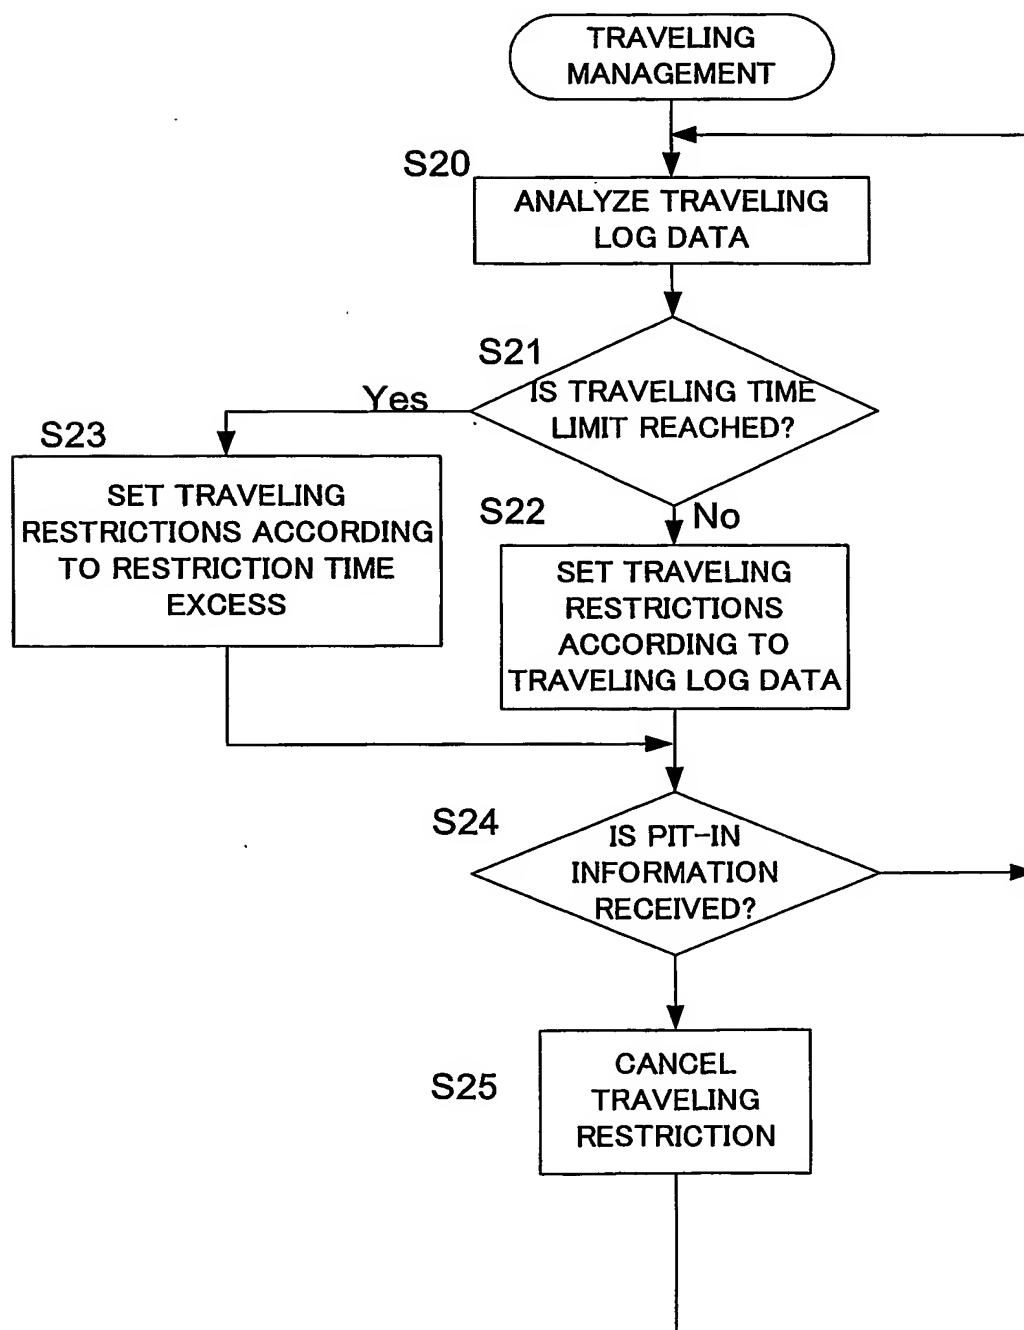 TRAVELING
MANAGEMENT
S20
ANALYZE TRAVELING
LOG DATA
S21
IS TRAVELING TIME
LIMIT REACHED?
Yes
S23
SET TRAVELING
RESTRICTIONS ACCORDING
TO RESTRICTION TIME
EXCESS
No
S22
SET TRAVELING
RESTRICTIONS
ACCORDING TO
TRAVELING LOG DATA
S24
IS PIT-IN
INFORMATION
RECEIVED?
S25
CANCEL
TRAVELING
RESTRICTION